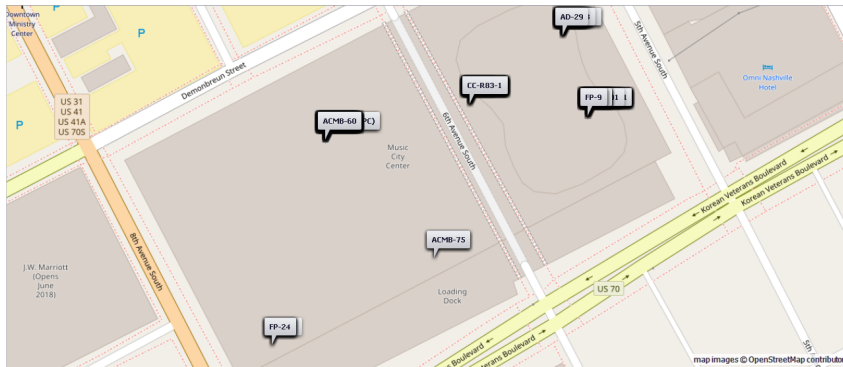 Downtown
Ministry
Center
P
P
P
Demonbreun Street
US 31
US 41
US 41A
US 70S
8th Avenue South
J.W. Marriott
(Opens
June
2018)
ACMB-60
PC)
Music
City
Center
6th Avenue South
CC-R83-1
AD-29
FP-9
5th Avenue South
Omni Nashville
Hotel
Korean Veterans Boulevard
Korean Veterans Boulevard
ACMB-75
Loading
Dock
US 70
FP-24
Boulevard
Veterans Boulevard
5th
map images © OpenStreetMap contributor